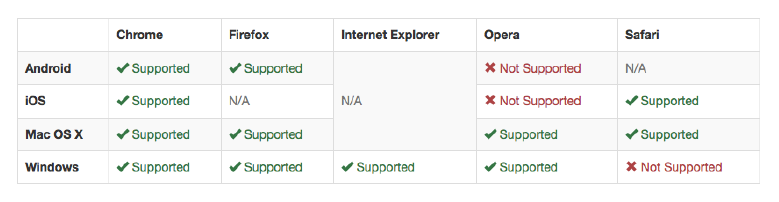 Chrome Firefox Internet Explorer Opera Safari
Android Supported Supported Not Supported N/A
iOS Supported N/A N/A Not Supported Supported
Mac OS X Supported Supported Supported Supported
Windows Supported Supported Supported Supported Not Supported